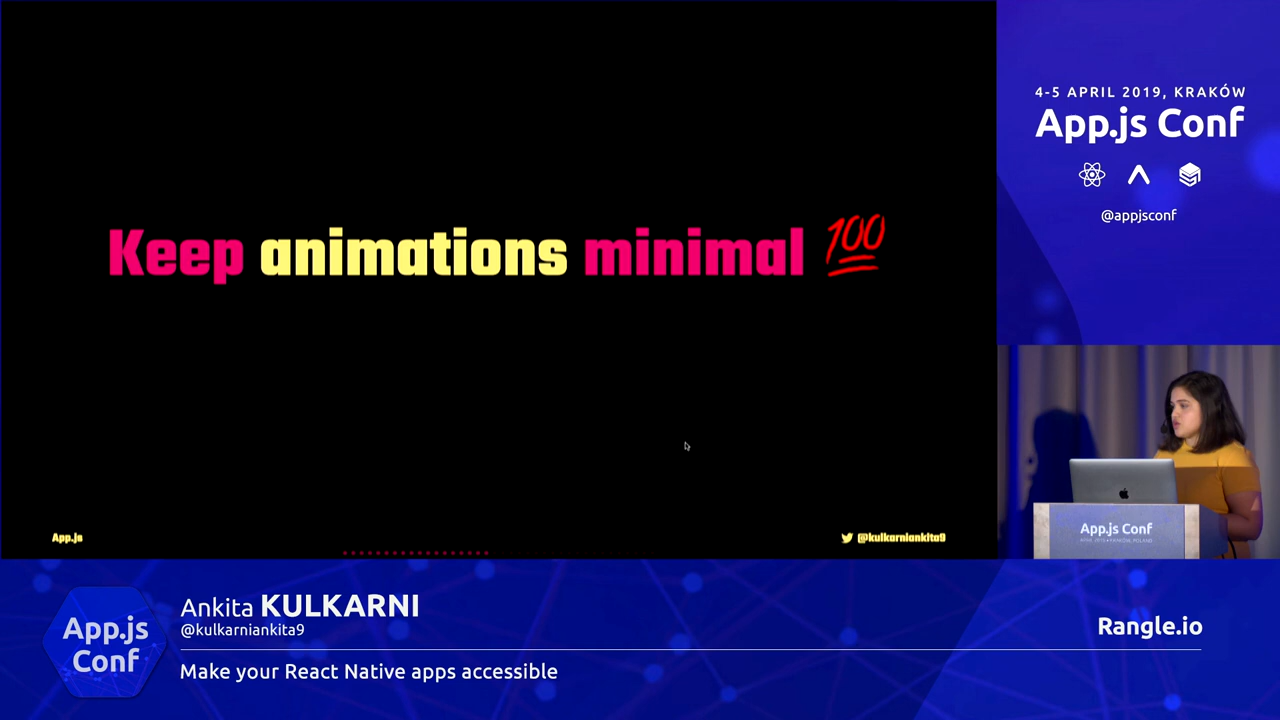 Keep animations minimal 💯
App.js
@kulkarniankita9
4-5 APRIL 2019, KRAKÓW
App.js Conf
@appjsconf
App.js Conf
App.js
Conf
Ankita KULKARNI
@kulkarniankita9
Make your React Native apps accessible
Rangle.io